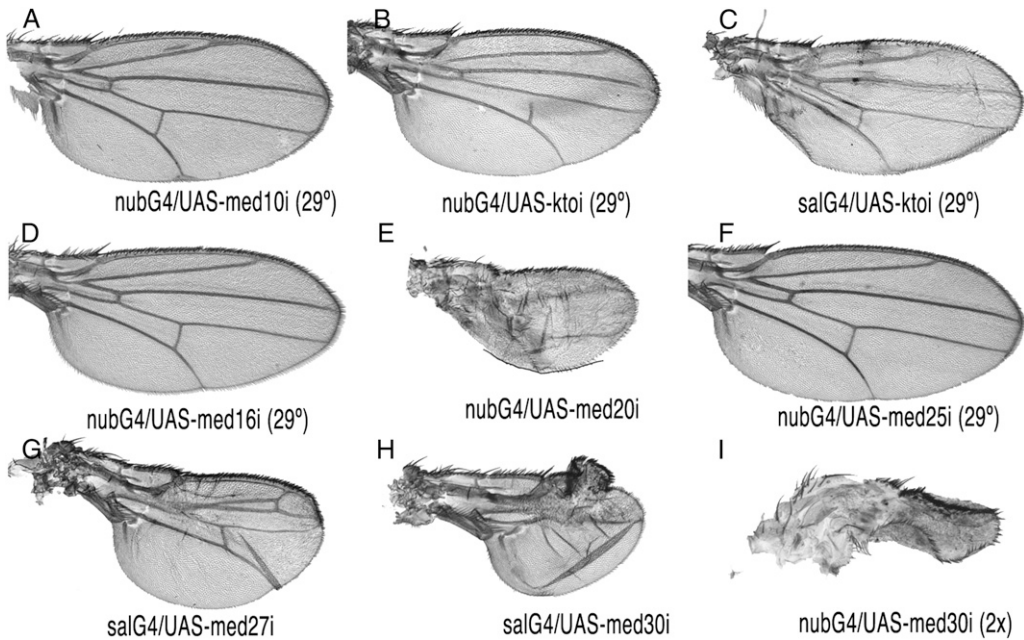 A
B
C
nubG4/UAS-med10i (29º)
nubG4/UAS-ktoi (29º)
salG4/UAS-ktoi (29º)
D
E
F
nubG4/UAS-med16i (29º)
nubG4/UAS-med20i
nubG4/UAS-med25i (29º)
G
H
I
salG4/UAS-med27i
salG4/UAS-med30i
nubG4/UAS-med30i (2x)